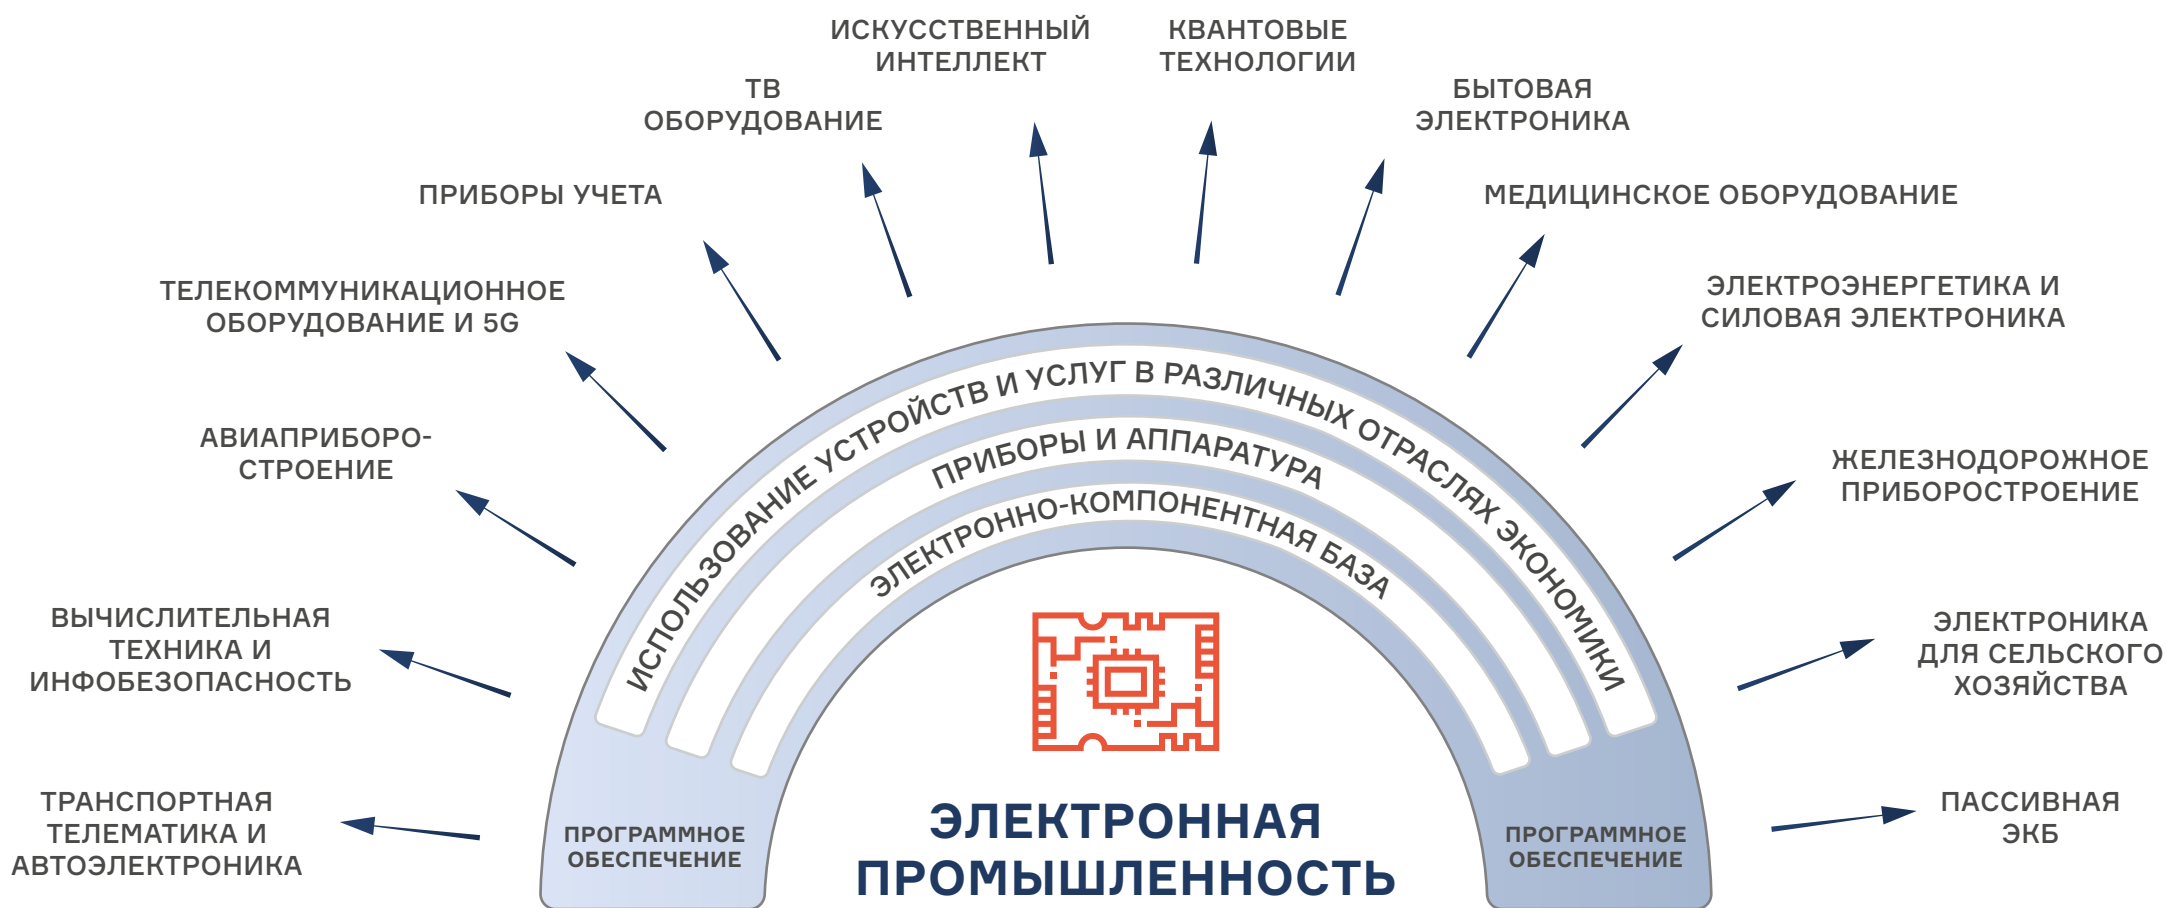 ИСКУССТВЕННЫЙ
ИНТЕЛЛЕКТ
КВАНТОВЫЕ
ТЕХНОЛОГИИ
ТВ
ОБОРУДОВАНИЕ
БЫТОВАЯ
ЭЛЕКТРОНИКА
ПРИБОРЫ УЧЕТА
МЕДИЦИНСКОЕ ОБОРУДОВАНИЕ
ТЕЛЕКОММУНИКАЦИОННОЕ
ОБОРУДОВАНИЕ И 5G
ЭЛЕКТРОЭНЕРГЕТИКА И
СИЛОВАЯ ЭЛЕКТРОНИКА
АВИАПРИБОРО-
СТРОЕНИЕ
ЖЕЛЕЗНОДОРОЖНОЕ
ПРИБОРОСТРОЕНИЕ
ВЫЧИСЛИТЕЛЬНАЯ
ТЕХНИКА И
ИНФОБЕЗОПАСНОСТЬ
ЭЛЕКТРОНИКА
ДЛЯ СЕЛЬСКОГО
ХОЗЯЙСТВА
ТРАНСПОРТНАЯ
ТЕЛЕМАТИКА И
АВТОЭЛЕКТРОНИКА
ПАССИВНАЯ
ЭКБ
ИСПОЛЬЗОВАНИЕ УСТРОЙСТВ И УСЛУГ В РАЗЛИЧНЫХ ОТРАСЛЯХ ЭКОНОМИКИ
ПРИБОРЫ И АППАРАТУРА
ЭЛЕКТРОННО-КОМПОНЕНТНАЯ БАЗА
ПРОГРАММНОЕ
ОБЕСПЕЧЕНИЕ
ЭЛЕКТРОННАЯ
ПРОМЫШЛЕННОСТЬ
ПРОГРАММНОЕ
ОБЕСПЕЧЕНИЕ